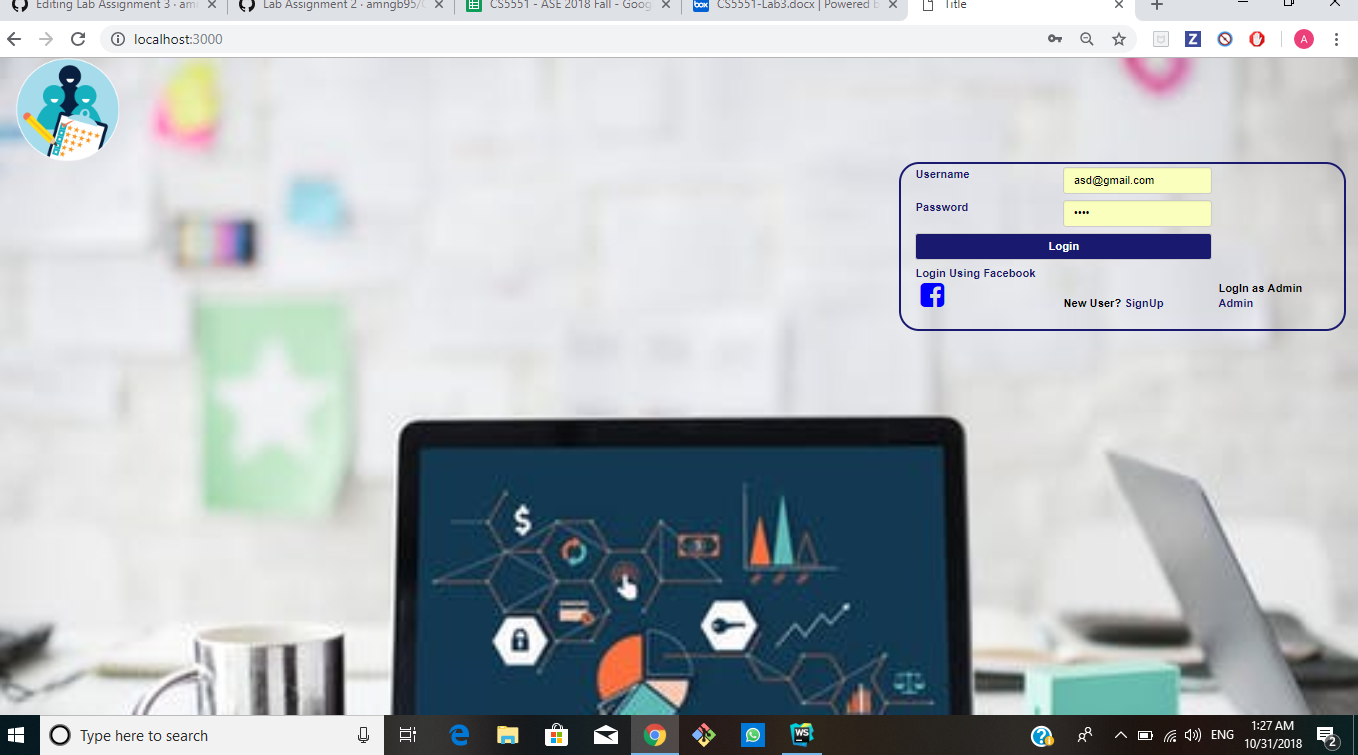 Editing Lab Assignment 3 · am
Lab Assignment 2 · amngb95/
CS5551 - ASE 2018 Fall - Goog
box
CS5551-Lab3.docx | Powered b
Title
localhost:3000
Z
A
Username
asd@gmail.com
Password
••••
Login
Login Using Facebook
LogIn as Admin
New User? SignUp
Admin
$
Type here to search
WS
ENG
1:27 AM
10/31/2018
2